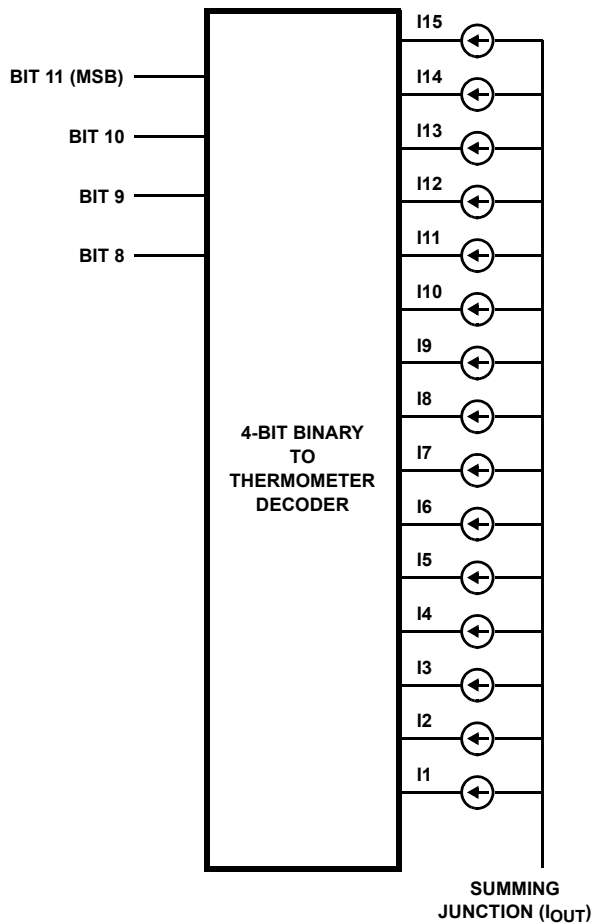 BIT 11 (MSB)
BIT 10
BIT 9
BIT 8
4-BIT BINARY
TO
THERMOMETER
DECODER
I15
I14
I13
I12
I11
I10
I9
I8
I7
I6
I5
I4
I3
I2
I1
SUMMING
JUNCTION (IOUT)